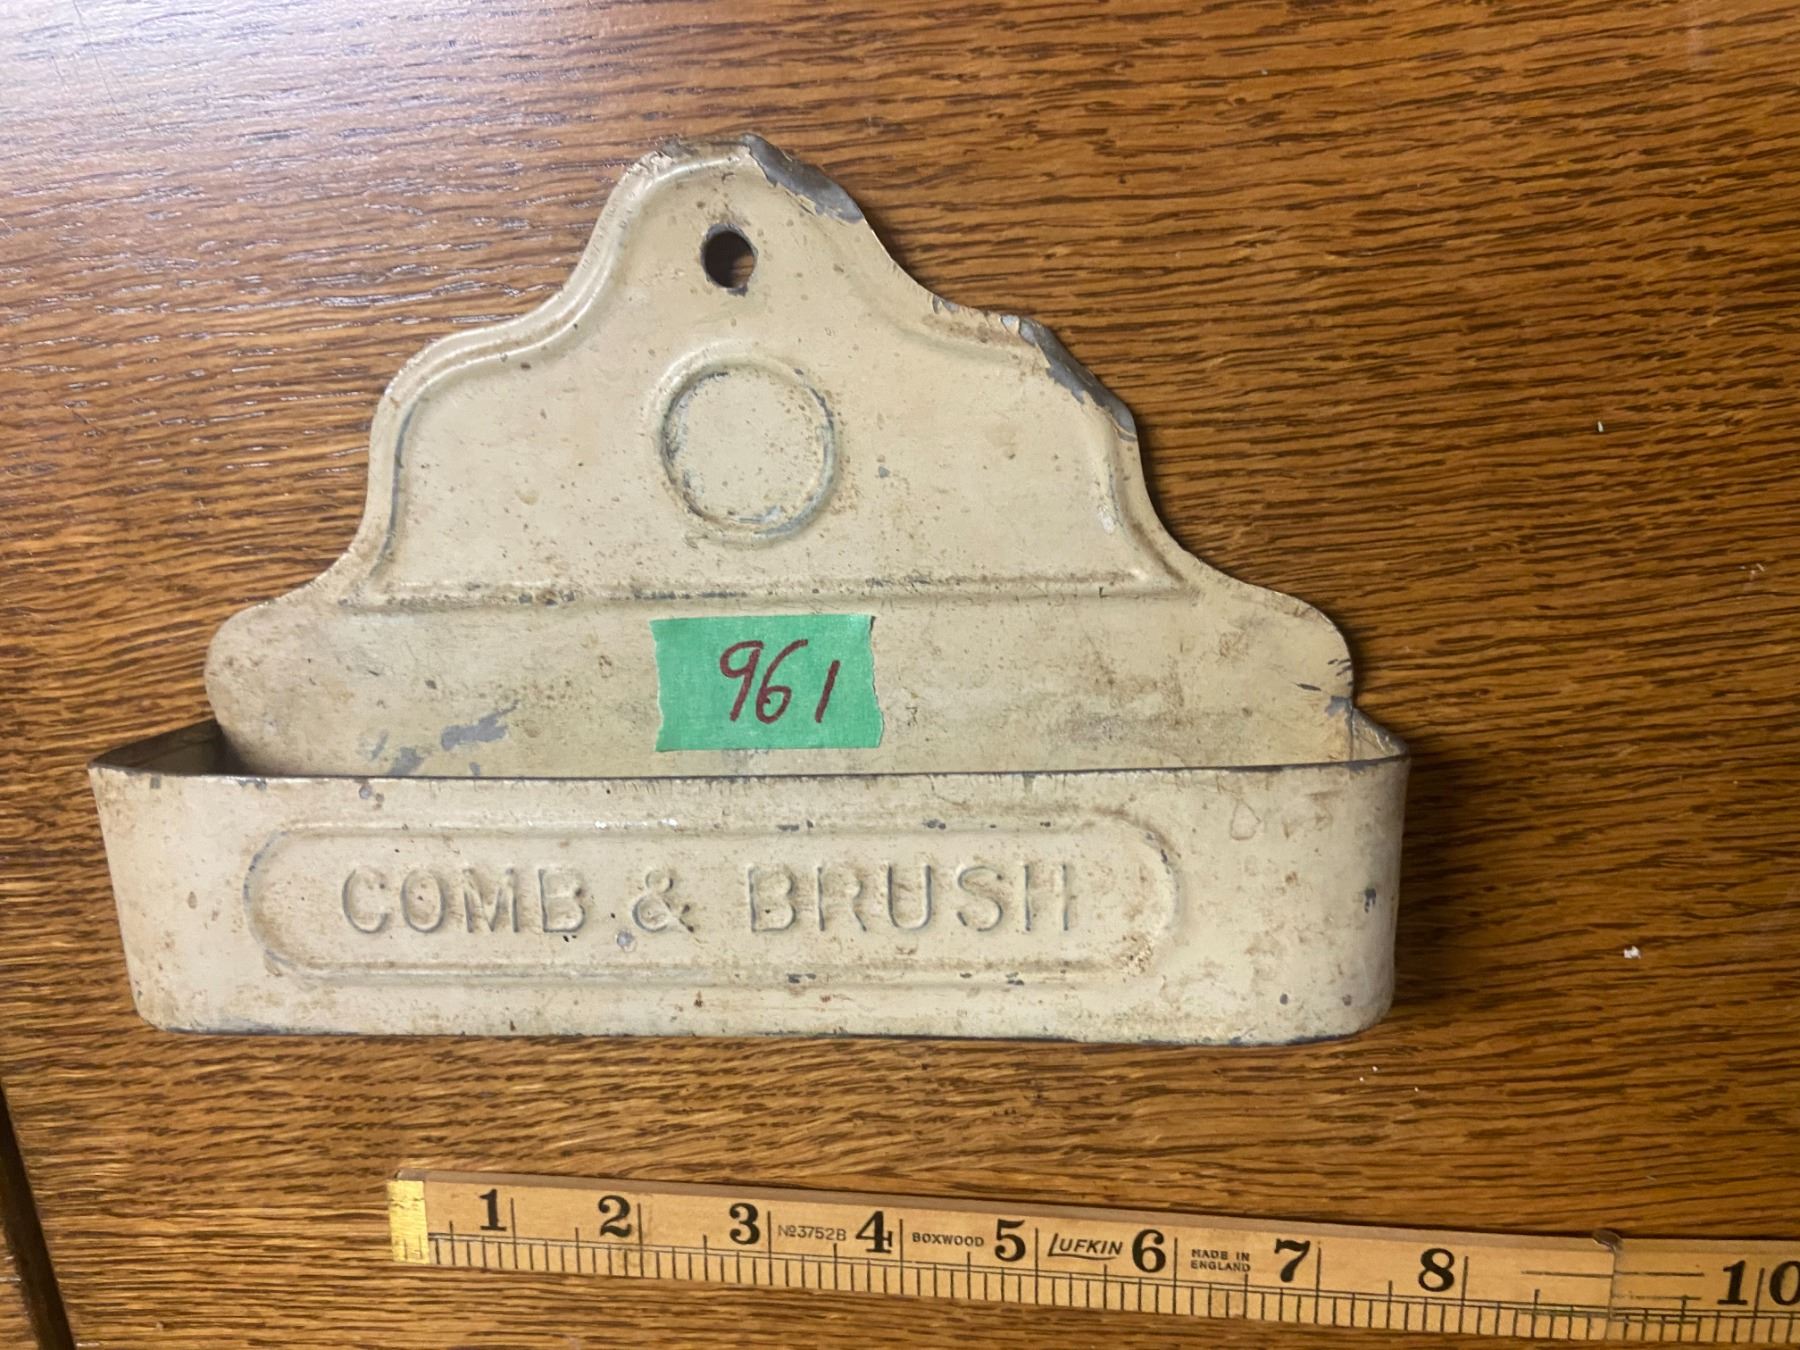 961
COMB & BRUSH
1 2 3 Nº3752B 4 BOXWOOD 5 LUFKIN 6 MADE IN ENGLAND 7 8 10